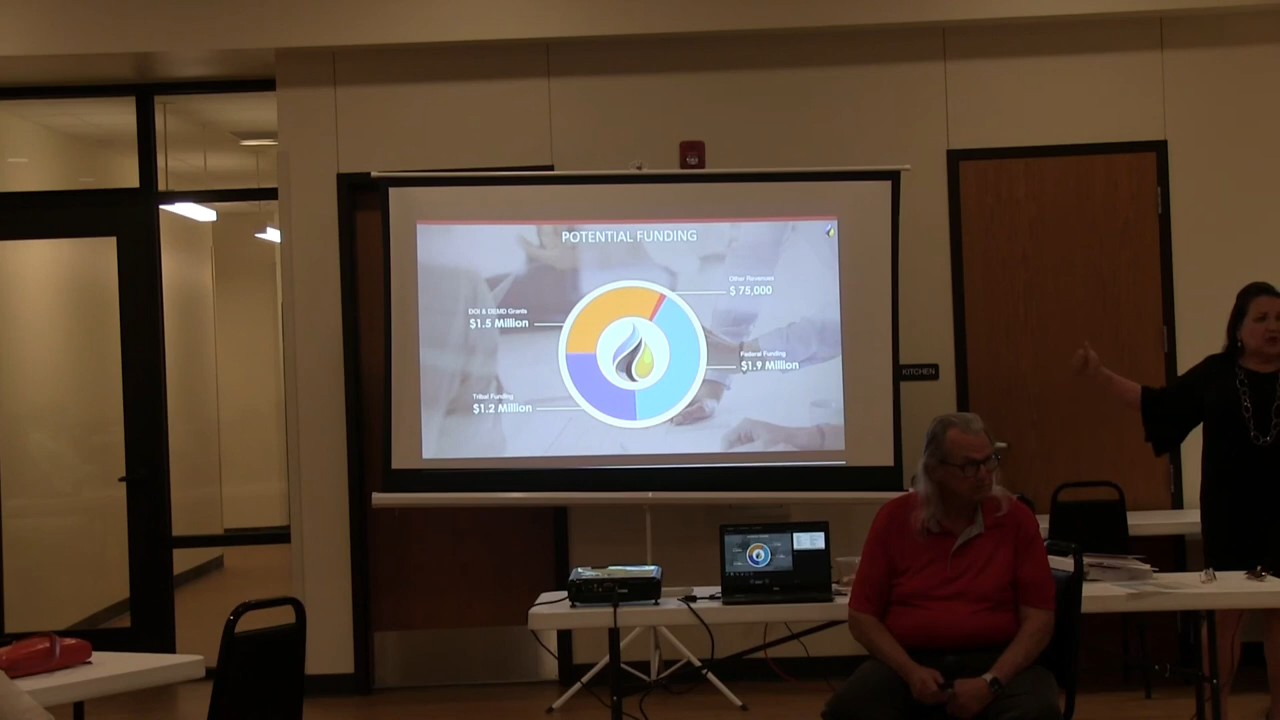 POTENTIAL FUNDING
Other Revenues
$ 75,000
DOI & DEMD Grants
$1.5 Million
Federal Funding
$1.9 Million
Tribal Funding
$1.2 Million
KITCHEN